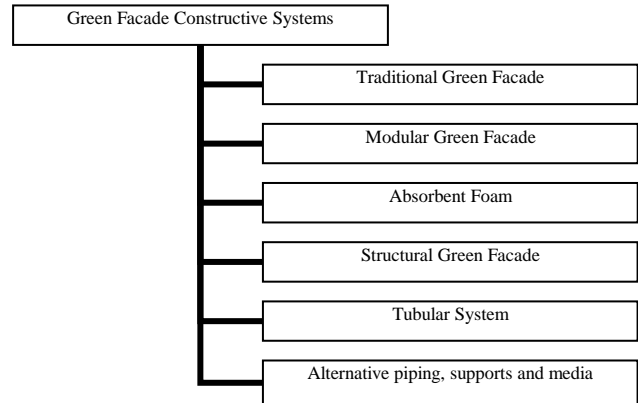 Green Facade Constructive Systems
Traditional Green Facade
Modular Green Facade
Absorbent Foam
Structural Green Facade
Tubular System
Alternative piping, supports and media